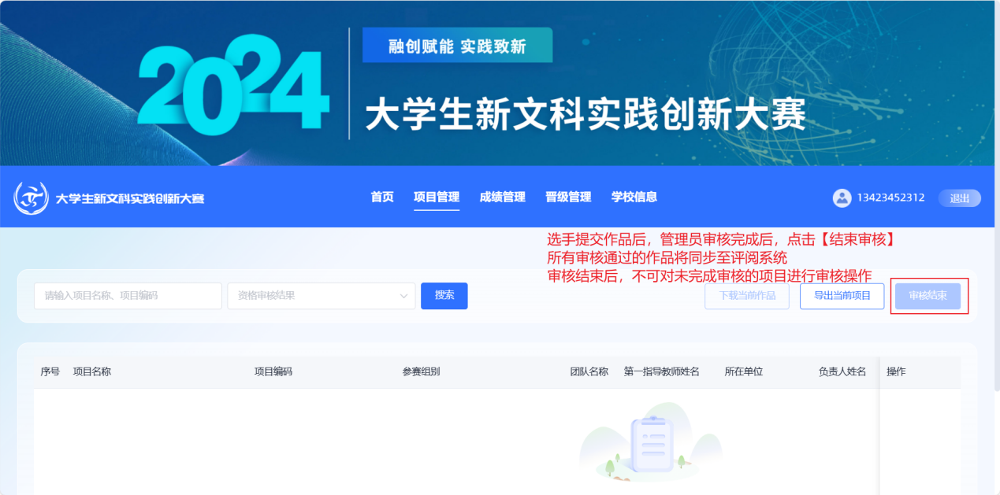 2024
融创赋能 实践致新
大学生新文科实践创新大赛
大学生新文科实践创新大赛
首页 项目管理 成绩管理 晋级管理 学校信息
13423452312 退出
选手提交作品后，管理员审核完成后，点击【结束审核】
所有审核通过的作品将同步至评阅系统
审核结束后，不可对未完成审核的项目进行审核操作
请输入项目名称、项目编码 资格审核结果 搜索 下载当前作品 导出当前项目 审核结束
序号 项目名称 项目编码 参赛组别 团队名称 第一指导教师姓名 所在单位 负责人姓名 操作